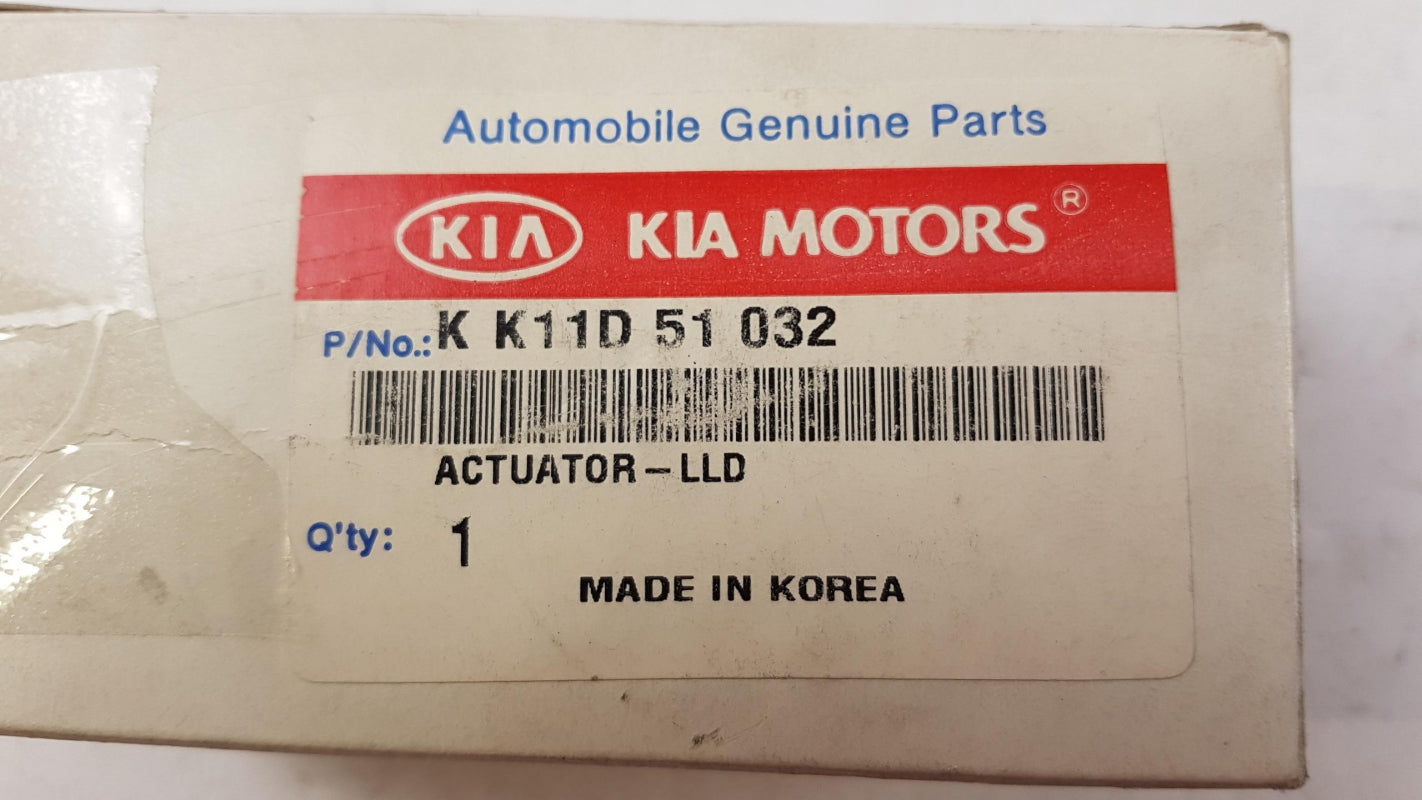 Automobile Genuine Parts
KIA KIA MOTORS ®
P/No.: K K11D 51 032
ACTUATOR-LLD
Q'ty: 1
MADE IN KOREA